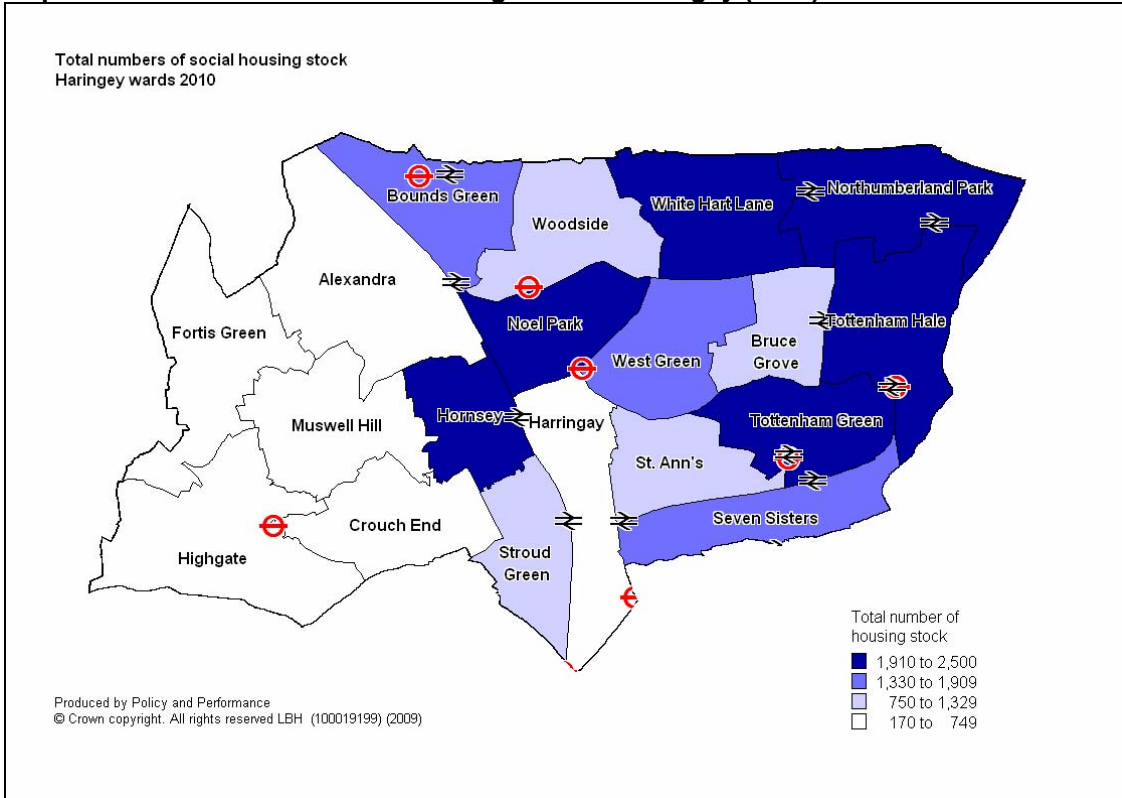 Total numbers of social housing stock
Haringey wards 2010
Northumberland Park
Bounds Green
White Hart Lane
Woodside
Alexandra
Noel Park
Tottenham Hale
Fortis Green
Bruce
Grove
West Green
Hornsey
Harringay
Tottenham Green
Muswell Hill
St. Ann's
Seven Sisters
Crouch End
Stroud
Green
Highgate
Total number of
housing stock
1,910 to 2,500
1,330 to 1,909
750 to 1,329
170 to 749
Produced by Policy and Performance
© Crown copyright. All rights reserved LBH (100019199) (2009)